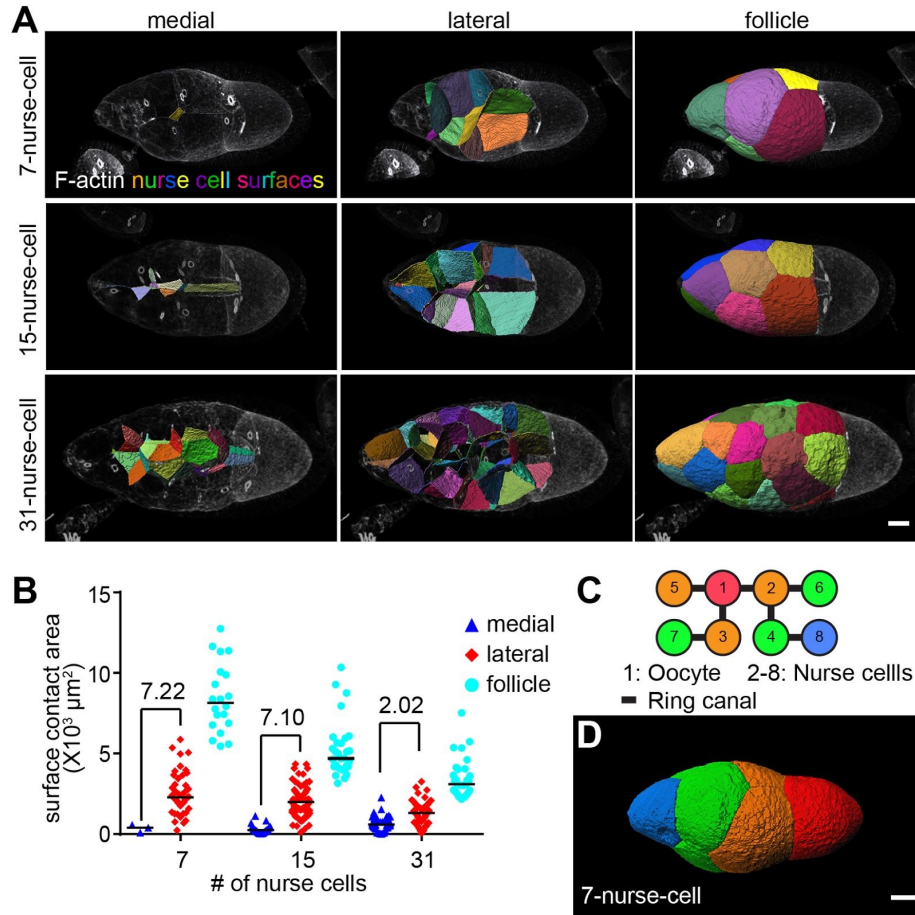 A
medial lateral follicle
7-nurse-cell
F-actin nurse cell surfaces
15-nurse-cell
31-nurse-cell
B
surface contact area
(X10³ µm²)
15
10
5
0
7.22
7.10
2.02
medial
lateral
follicle
7 15 31
# of nurse cells
C
5 1 2 6
7 3 4 8
1: Oocyte 2-8: Nurse cellls
Ring canal
D
7-nurse-cell